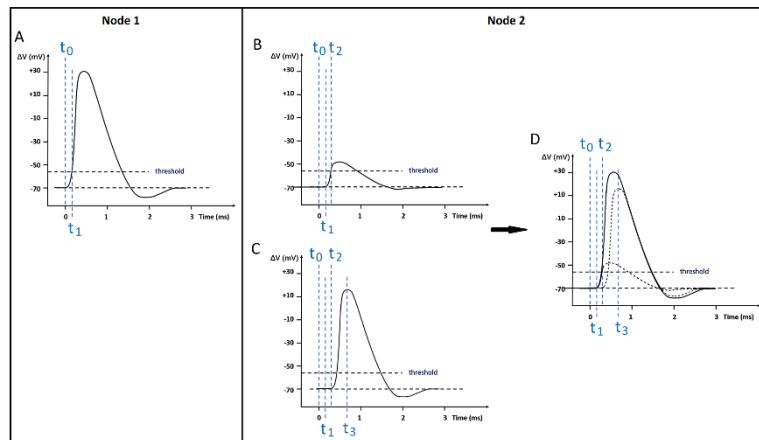 Node 1
Node 2
A
t0
ΔV (mV)
+30
+10
-10
-30
-50
threshold
-70
0
1
2
3
Time (ms)
t1
B
t0
t2
ΔV (mV)
+30
+10
-10
-30
-50
threshold
-70
0
1
2
3
Time (ms)
t1
C
t0
t2
ΔV (mV)
+30
+10
-10
-30
-50
threshold
-70
0
1
2
3
Time (ms)
t1
t3
D
t0
t2
ΔV (mV)
+30
+10
-10
-30
-50
threshold
-70
0
1
2
3
Time (ms)
t1
t3